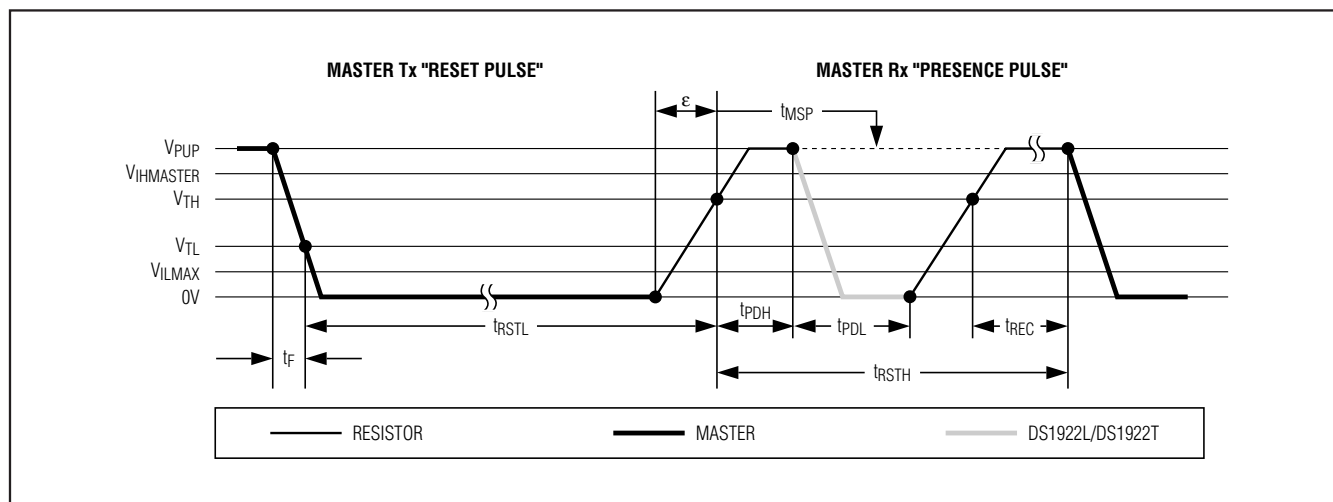 MASTER Tx "RESET PULSE"
MASTER Rx "PRESENCE PULSE"
ε
tMSP
VPUP
VIHMASTER
VTH
VTL
VILMAX
0V
tRSTL
tPDH
tPDL
tREC
tF
tRSTH
RESISTOR
MASTER
DS1922L/DS1922T